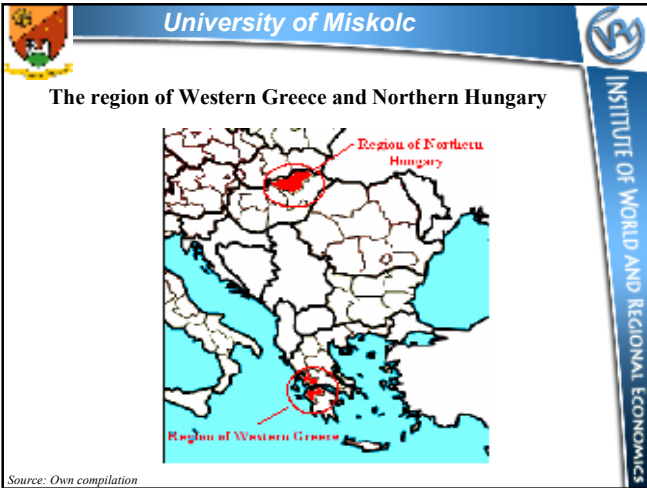 University of Miskolc
INSTITUTE OF WORLD AND REGIONAL ECONOMICS
The region of Western Greece and Northern Hungary
Region of Northern
Hungary
Region of Western Greece
Source: Own compilation